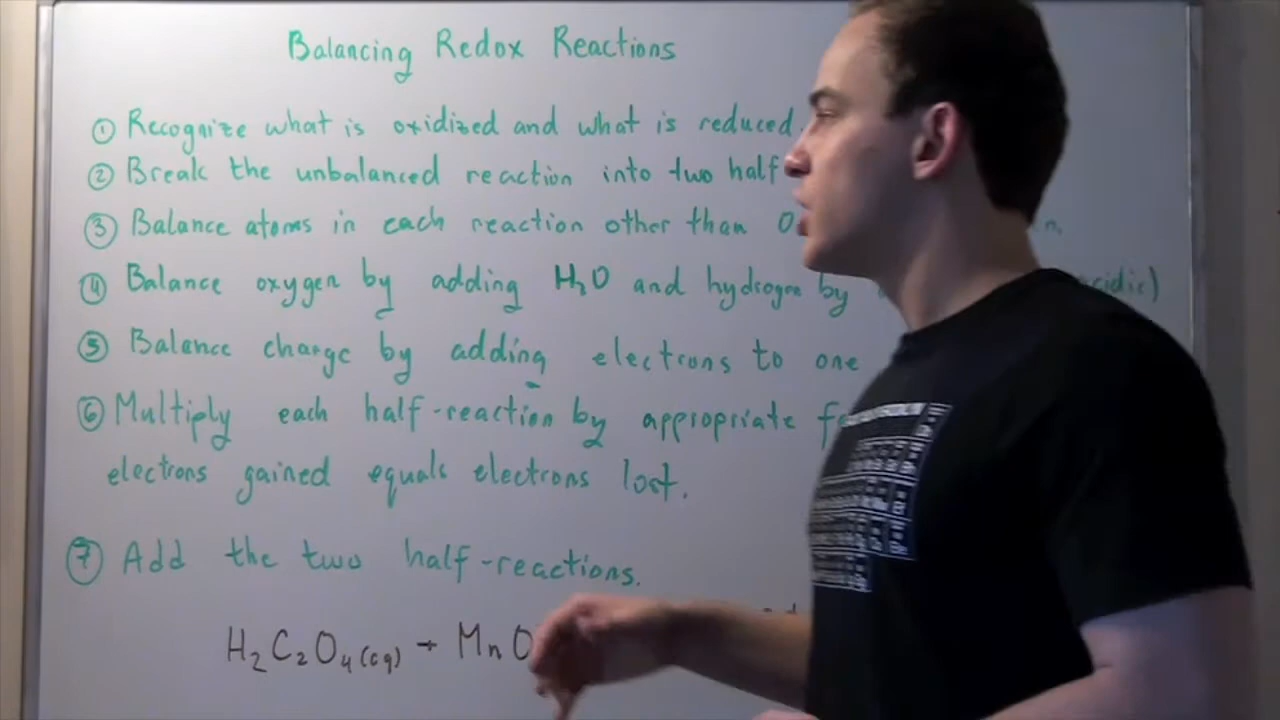 Balancing Redox Reactions
① Recognize what is oxidized and what is reduced.
② Break the unbalanced reaction into two half
③ Balance atoms in each reaction other than O
④ Balance oxygen by adding H₂O and hydrogen by acidic)
⑤ Balance charge by adding electrons to one
⑥ Multiply each half-reaction by appropriate
electrons gained equals electrons lost.
⑦ Add the two half-reactions.
H₂C₂O₄(aq) + MnO